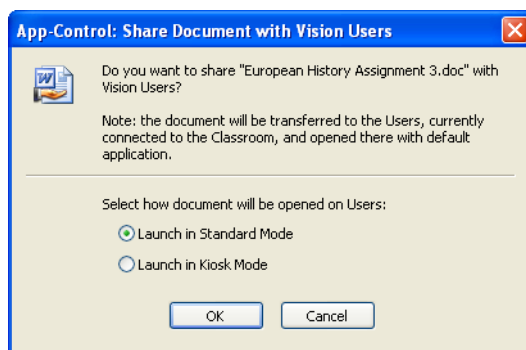 App-Control: Share Document with Vision Users
Do you want to share "European History Assignment 3.doc" with
Vision Users?
Note: the document will be transferred to the Users, currently
connected to the Classroom, and opened there with default
application.
Select how document will be opened on Users:
Launch in Standard Mode
Launch in Kiosk Mode
OK Cancel